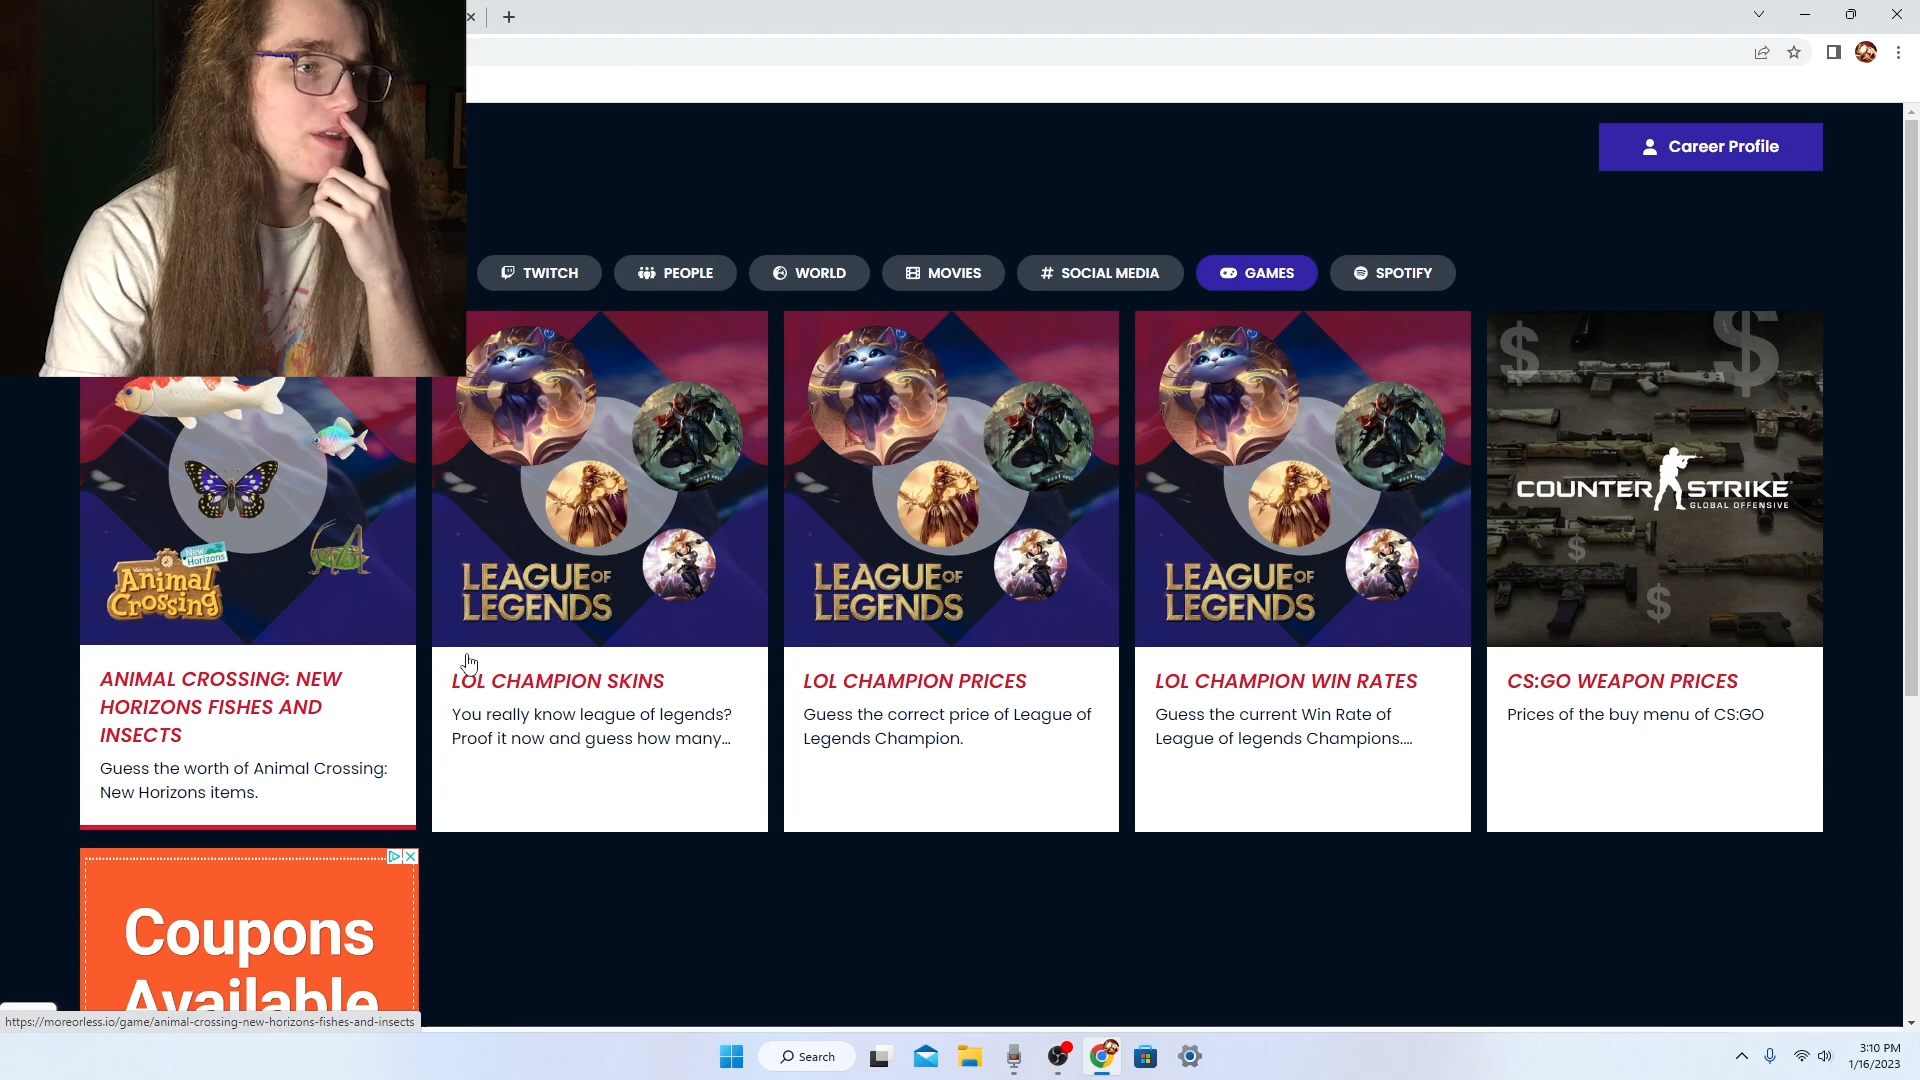 Career Profile
TWITCH
PEOPLE
WORLD
MOVIES
# SOCIAL MEDIA
GAMES
SPOTIFY
New Horizons
Welcome to
Animal Crossing
LEAGUE OF
LEGENDS
LEAGUE OF
LEGENDS
LEAGUE OF
LEGENDS
$
$
COUNTER STRIKE
GLOBAL OFFENSIVE
$
$
ANIMAL CROSSING: NEW
HORIZONS FISHES AND
INSECTS
Guess the worth of Animal Crossing:
New Horizons items.
LOL CHAMPION SKINS
You really know league of legends?
Proof it now and guess how many...
LOL CHAMPION PRICES
Guess the correct price of League of
Legends Champion.
LOL CHAMPION WIN RATES
Guess the current Win Rate of
League of legends Champions....
CS:GO WEAPON PRICES
Prices of the buy menu of CS:GO
Coupons
Available
https://moreorless.io/game/animal-crossing-new-horizons-fishes-and-insects
Search
3:10 PM
1/16/2023